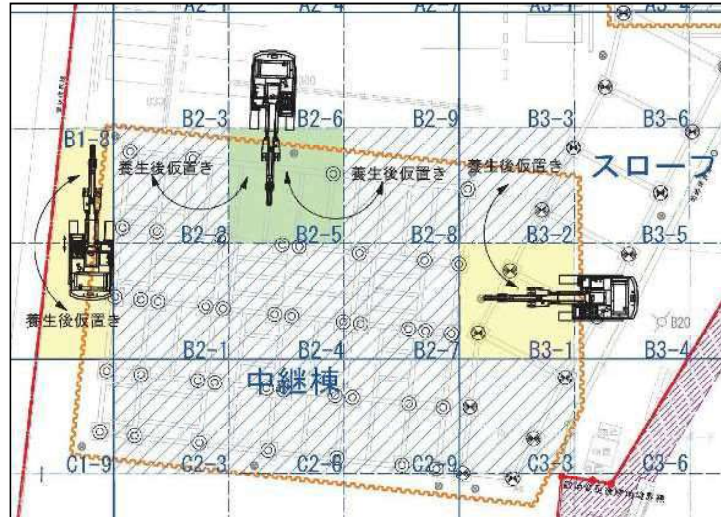 A2-1
A2-4
A2-7
A3-1
A3-4
B1-8
B2-3
B2-6
B2-9
B3-3
B3-6
スロープ
養生後仮置き
養生後仮置き
養生後仮置き
B2-5
B2-8
B3-2
B3-5
養生後仮置き
B20
B2-1
B2-4
B2-7
B3-1
B3-4
中継棟
C1-9
C2-3
C2-6
C2-9
C3-3
C3-6